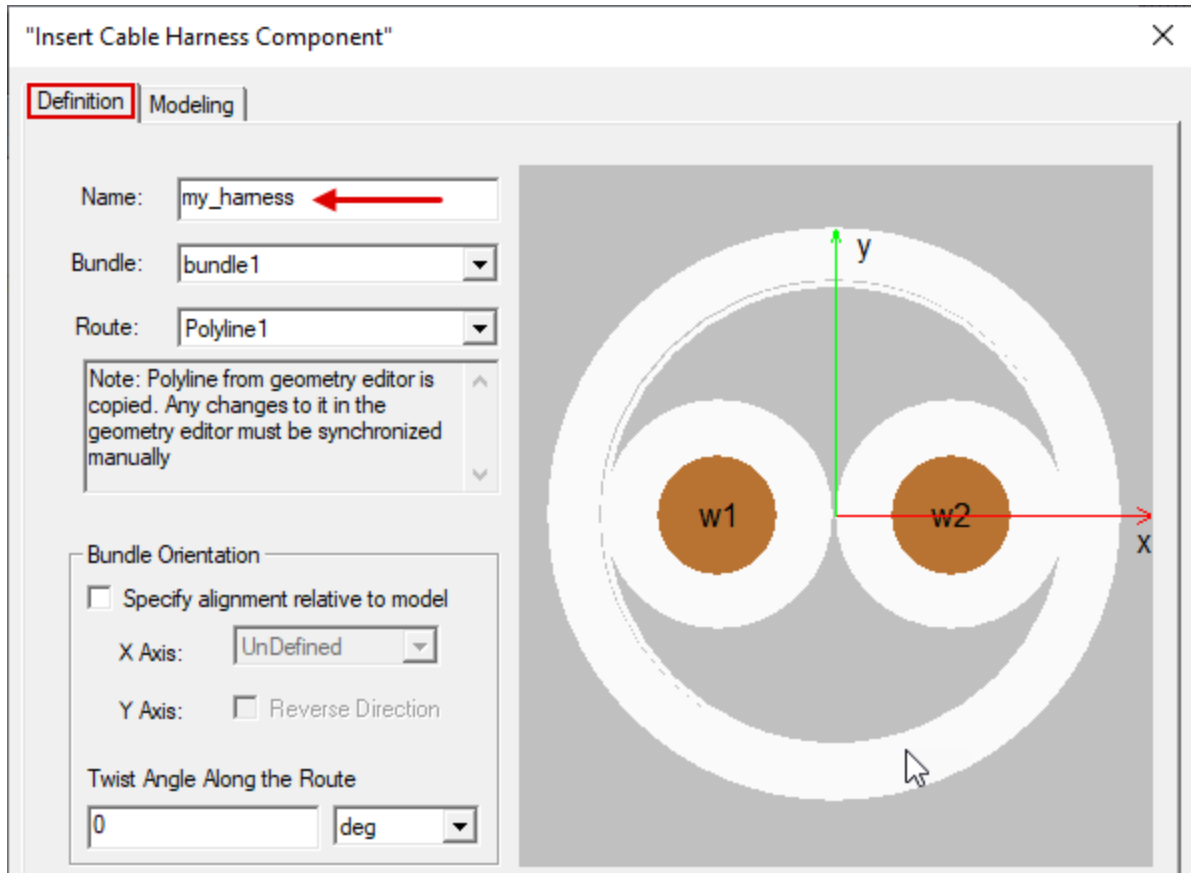 "Insert Cable Harness Component"
Definition
Modeling
Name:
my_harness
Bundle:
bundle1
Route:
Polyline1
Note: Polyline from geometry editor is
copied. Any changes to it in the
geometry editor must be synchronized
manually
Bundle Orientation
Specify alignment relative to model
X Axis:
UnDefined
Y Axis:
Reverse Direction
Twist Angle Along the Route
0
deg
y
w1
w2
x